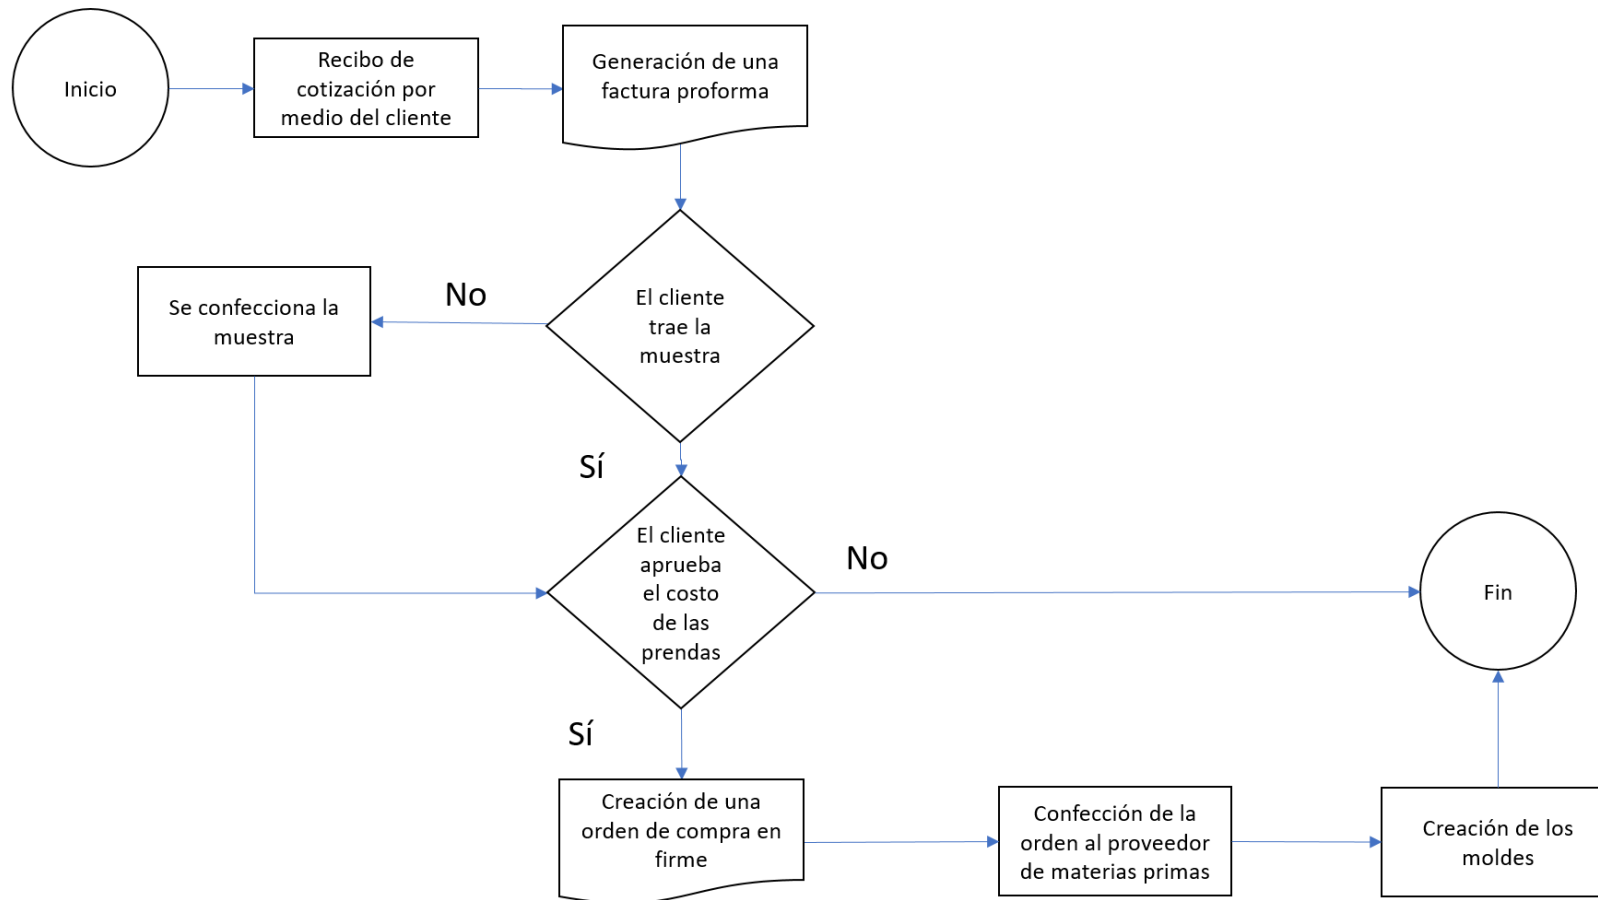 Inicio
Recibo de
cotización por
medio del cliente
Generación de una
factura proforma
El cliente
trae la
muestra
No
Se confecciona la
muestra
Sí
El cliente
aprueba
el costo
de las
prendas
No
Fin
Sí
Creación de una
orden de compra en
firme
Confección de la
orden al proveedor
de materias primas
Creación de los
moldes